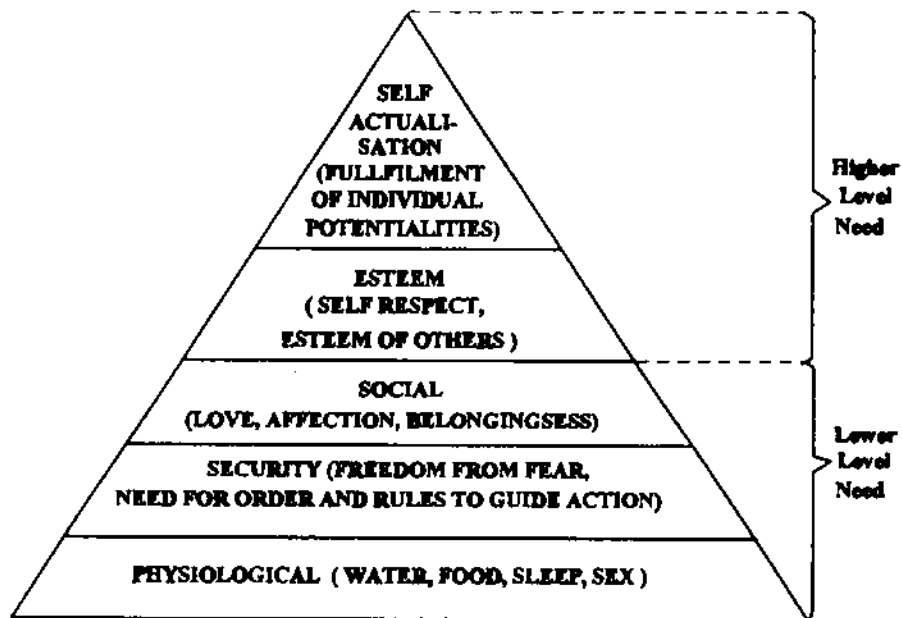 SELF
ACTUALI-
SATION
(FULLFILMENT
OF INDIVIDUAL
POTENTIALITIES)
Higher
Level
Need
ESTEEM
( SELF RESPECT,
ESTEEM OF OTHERS )
SOCIAL
(LOVE, AFFECTION, BELONGINGSESS)
Lower
Level
Need
SECURITY (FREEDOM FROM FEAR,
NEED FOR ORDER AND RULES TO GUIDE ACTION)
PHYSIOLOGICAL ( WATER, FOOD, SLEEP, SEX )